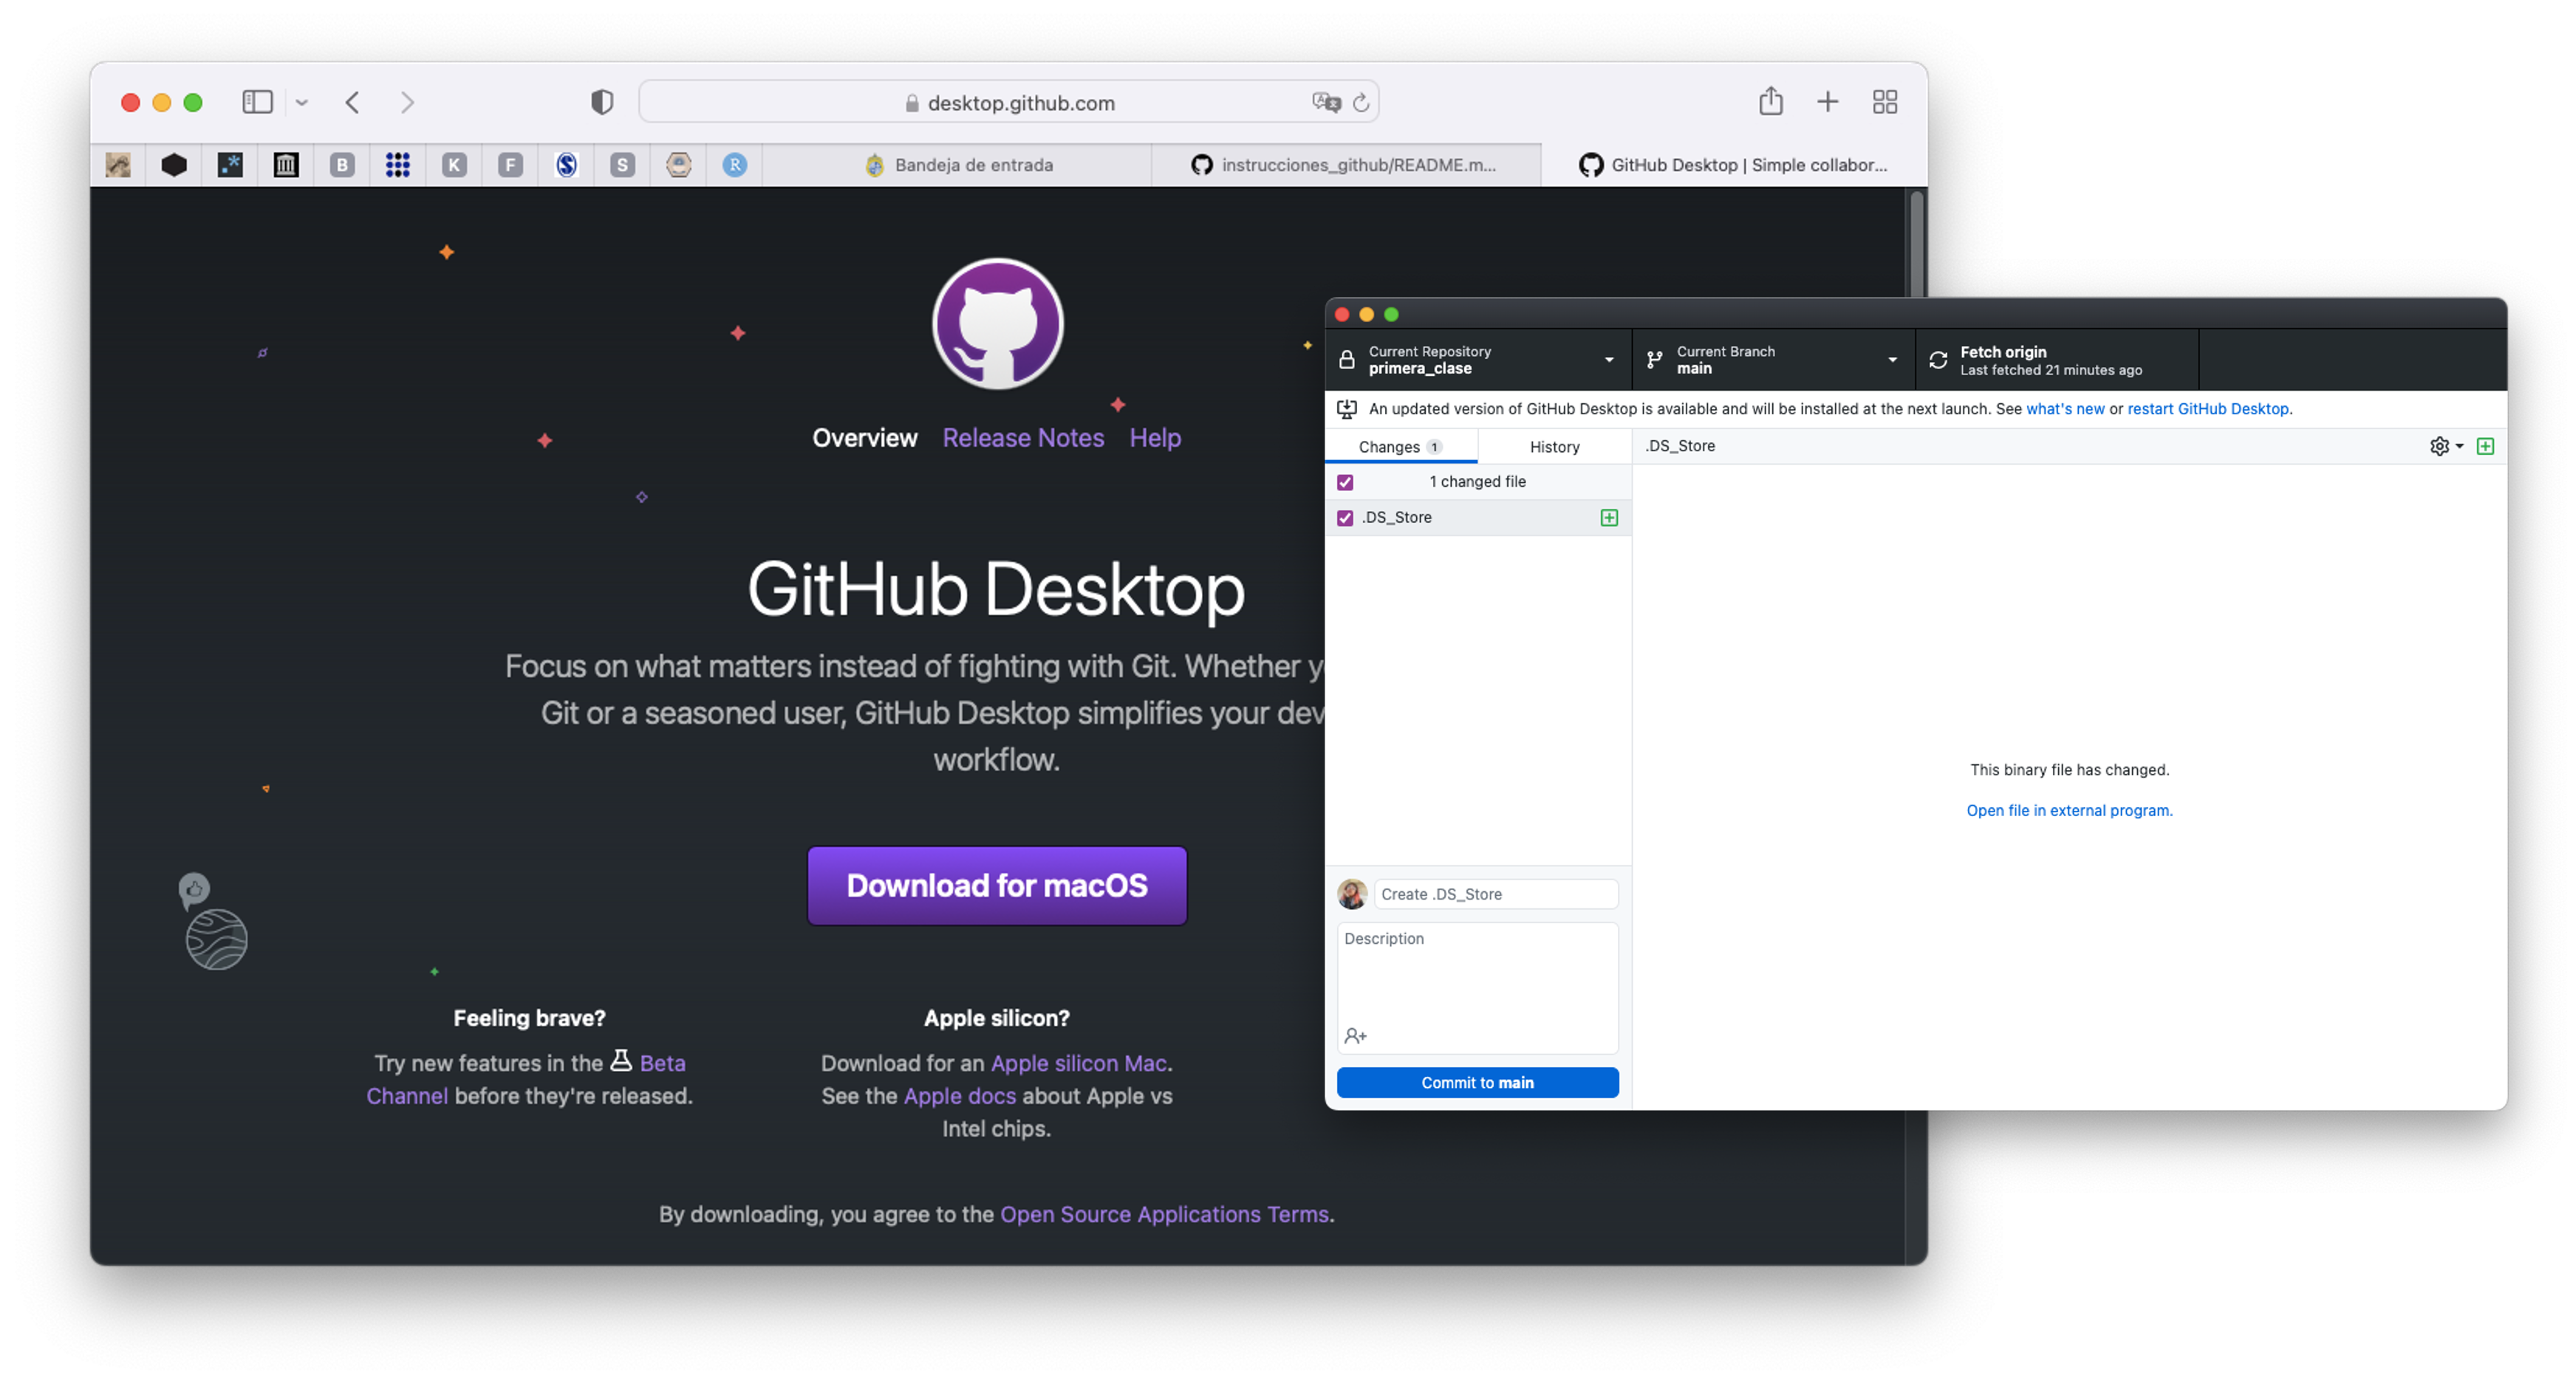 desktop.github.com
B
K
F
S
S
R
Bandeja de entrada
instrucciones_github/README.m...
GitHub Desktop | Simple collabor...
Overview Release Notes Help
GitHub Desktop
Focus on what matters instead of fighting with Git. Whether y
Git or a seasoned user, GitHub Desktop simplifies your dev
workflow.
Download for macOS
Feeling brave?
Try new features in the Beta
Channel before they're released.
Apple silicon?
Download for an Apple silicon Mac.
See the Apple docs about Apple vs
Intel chips.
By downloading, you agree to the Open Source Applications Terms.
Current Repository
primera_clase
Current Branch
main
Fetch origin
Last fetched 21 minutes ago
An updated version of GitHub Desktop is available and will be installed at the next launch. See what's new or restart GitHub Desktop.
Changes 1
History
.DS_Store
1 changed file
.DS_Store
This binary file has changed.
Open file in external program.
Create .DS_Store
Description
Commit to main